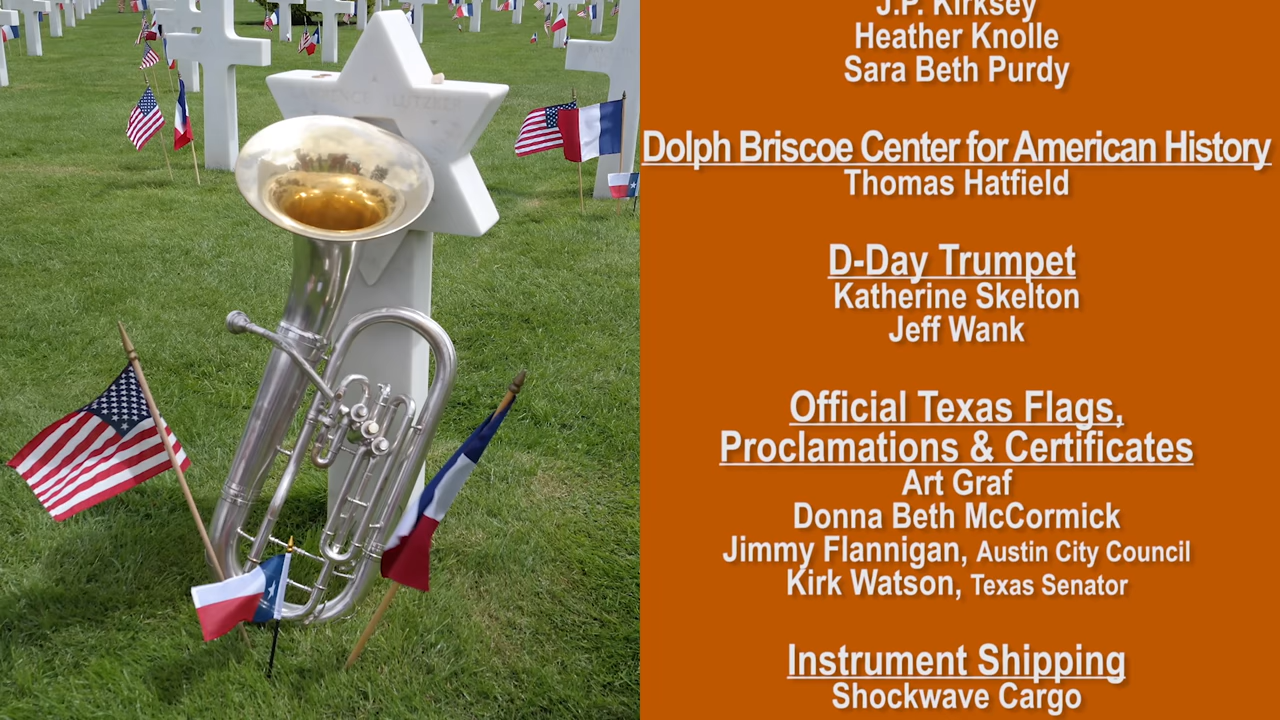 J.P. Kirksey
Heather Knolle
Sara Beth Purdy
Dolph Briscoe Center for American History
Thomas Hatfield
D-Day Trumpet
Katherine Skelton
Jeff Wank
Official Texas Flags,
Proclamations & Certificates
Art Graf
Donna Beth McCormick
Jimmy Flannigan, Austin City Council
Kirk Watson, Texas Senator
Instrument Shipping
Shockwave Cargo